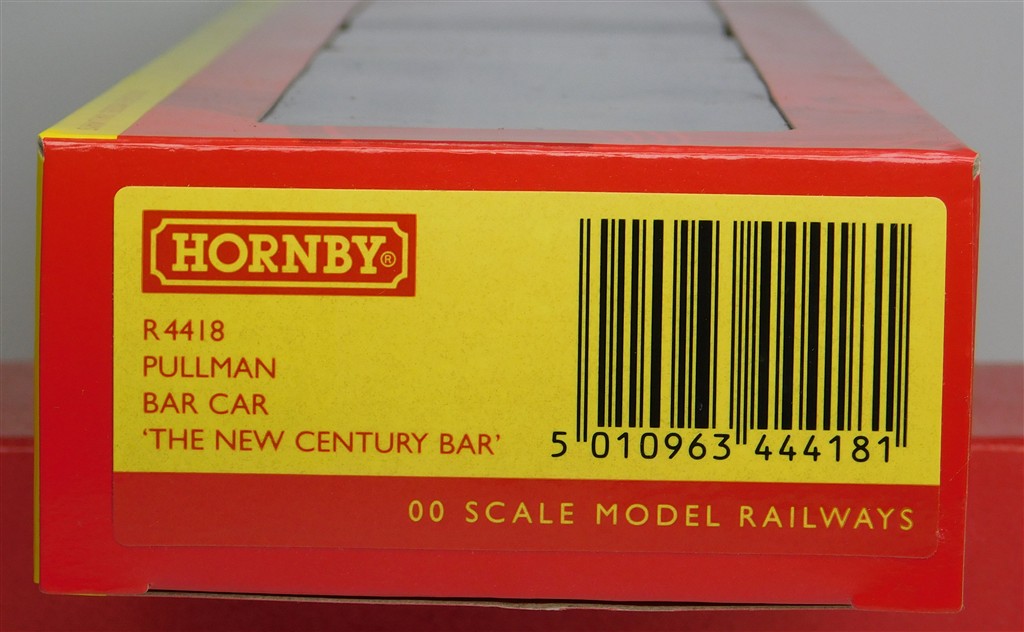 HORNBY®
R4418
PULLMAN
BAR CAR
‘THE NEW CENTURY BAR’
5 010963 444181
00 SCALE MODEL RAILWAYS